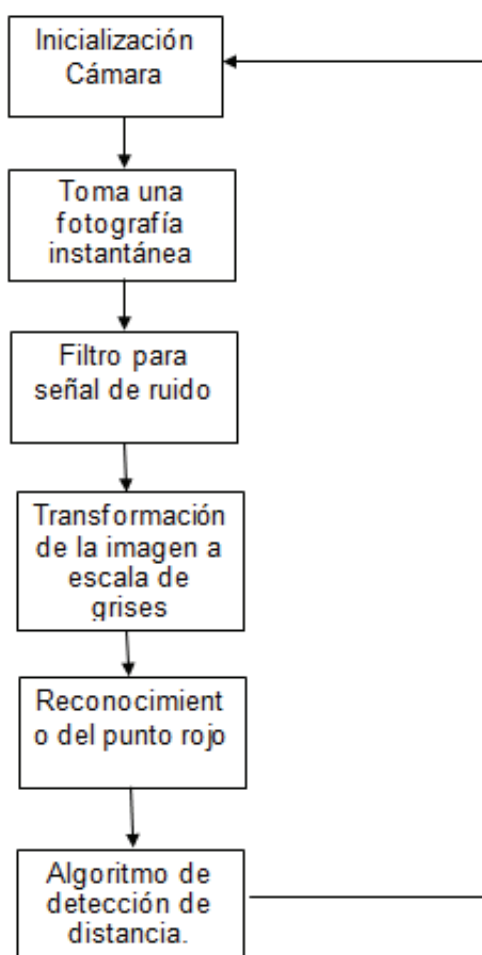 Inicialización
Cámara
Toma una
fotografía
instantánea
Filtro para
señal de ruido
Transformación
de la imagen a
escala de
grises
Reconocimient
o del punto rojo
Algoritmo de
detección de
distancia.